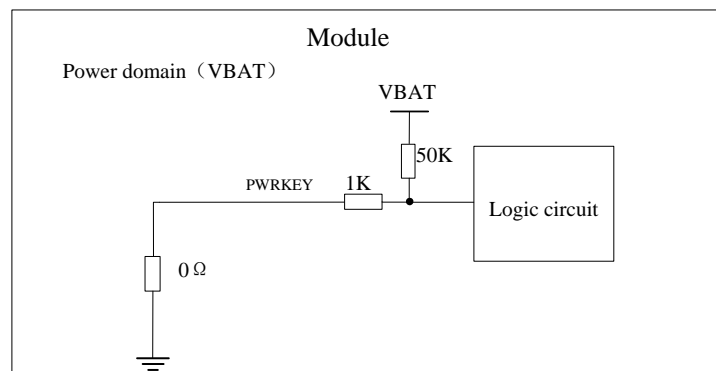 Module
Power domain（VBAT）
VBAT
50K
PWRKEY
1K
Logic circuit
0Ω